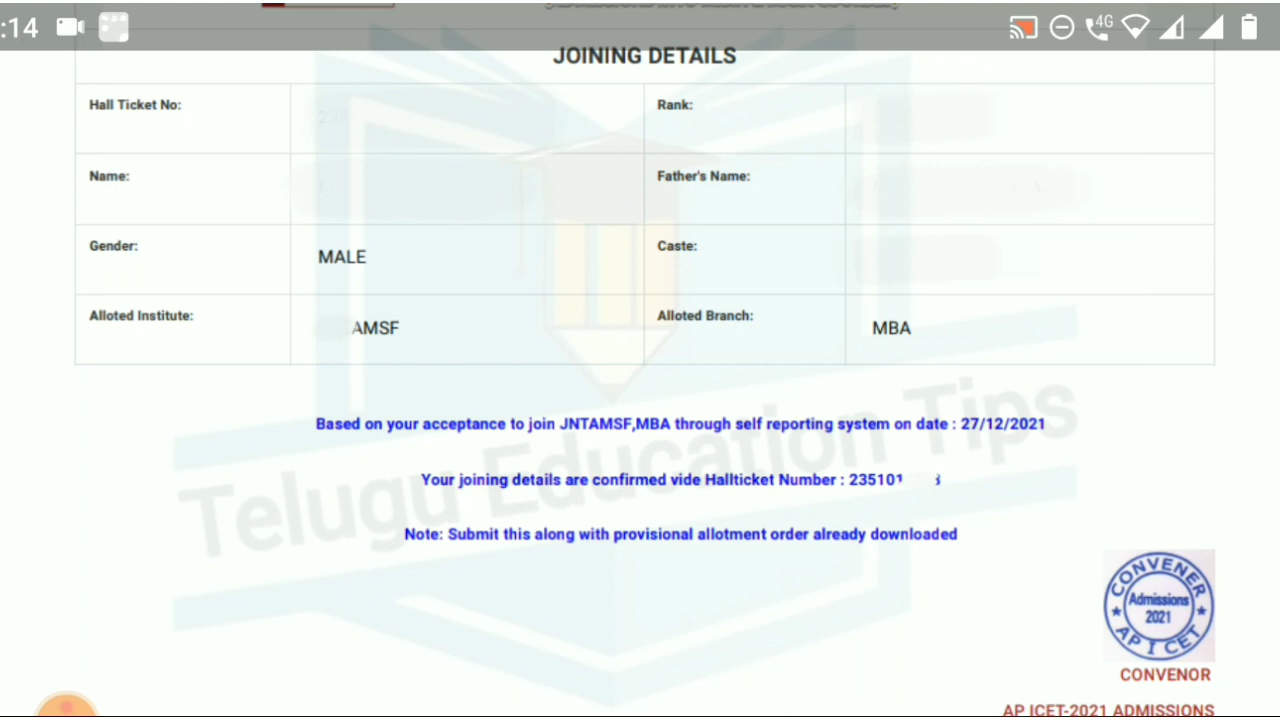 :14 4G
JOINING DETAILS
Hall Ticket No: Rank:
Name: Father's Name:
Gender: MALE Caste:
Alloted Institute: AMSF Alloted Branch: MBA
Based on your acceptance to join JNTAMSF,MBA through self reporting system on date : 27/12/2021
Your joining details are confirmed vide Hallticket Number : 235101
Note: Submit this along with provisional allotment order already downloaded
Telugu Education Tips
CONVENER
Admissions
2021
AP ICET
CONVENOR
AP ICET-2021 ADMISSIONS